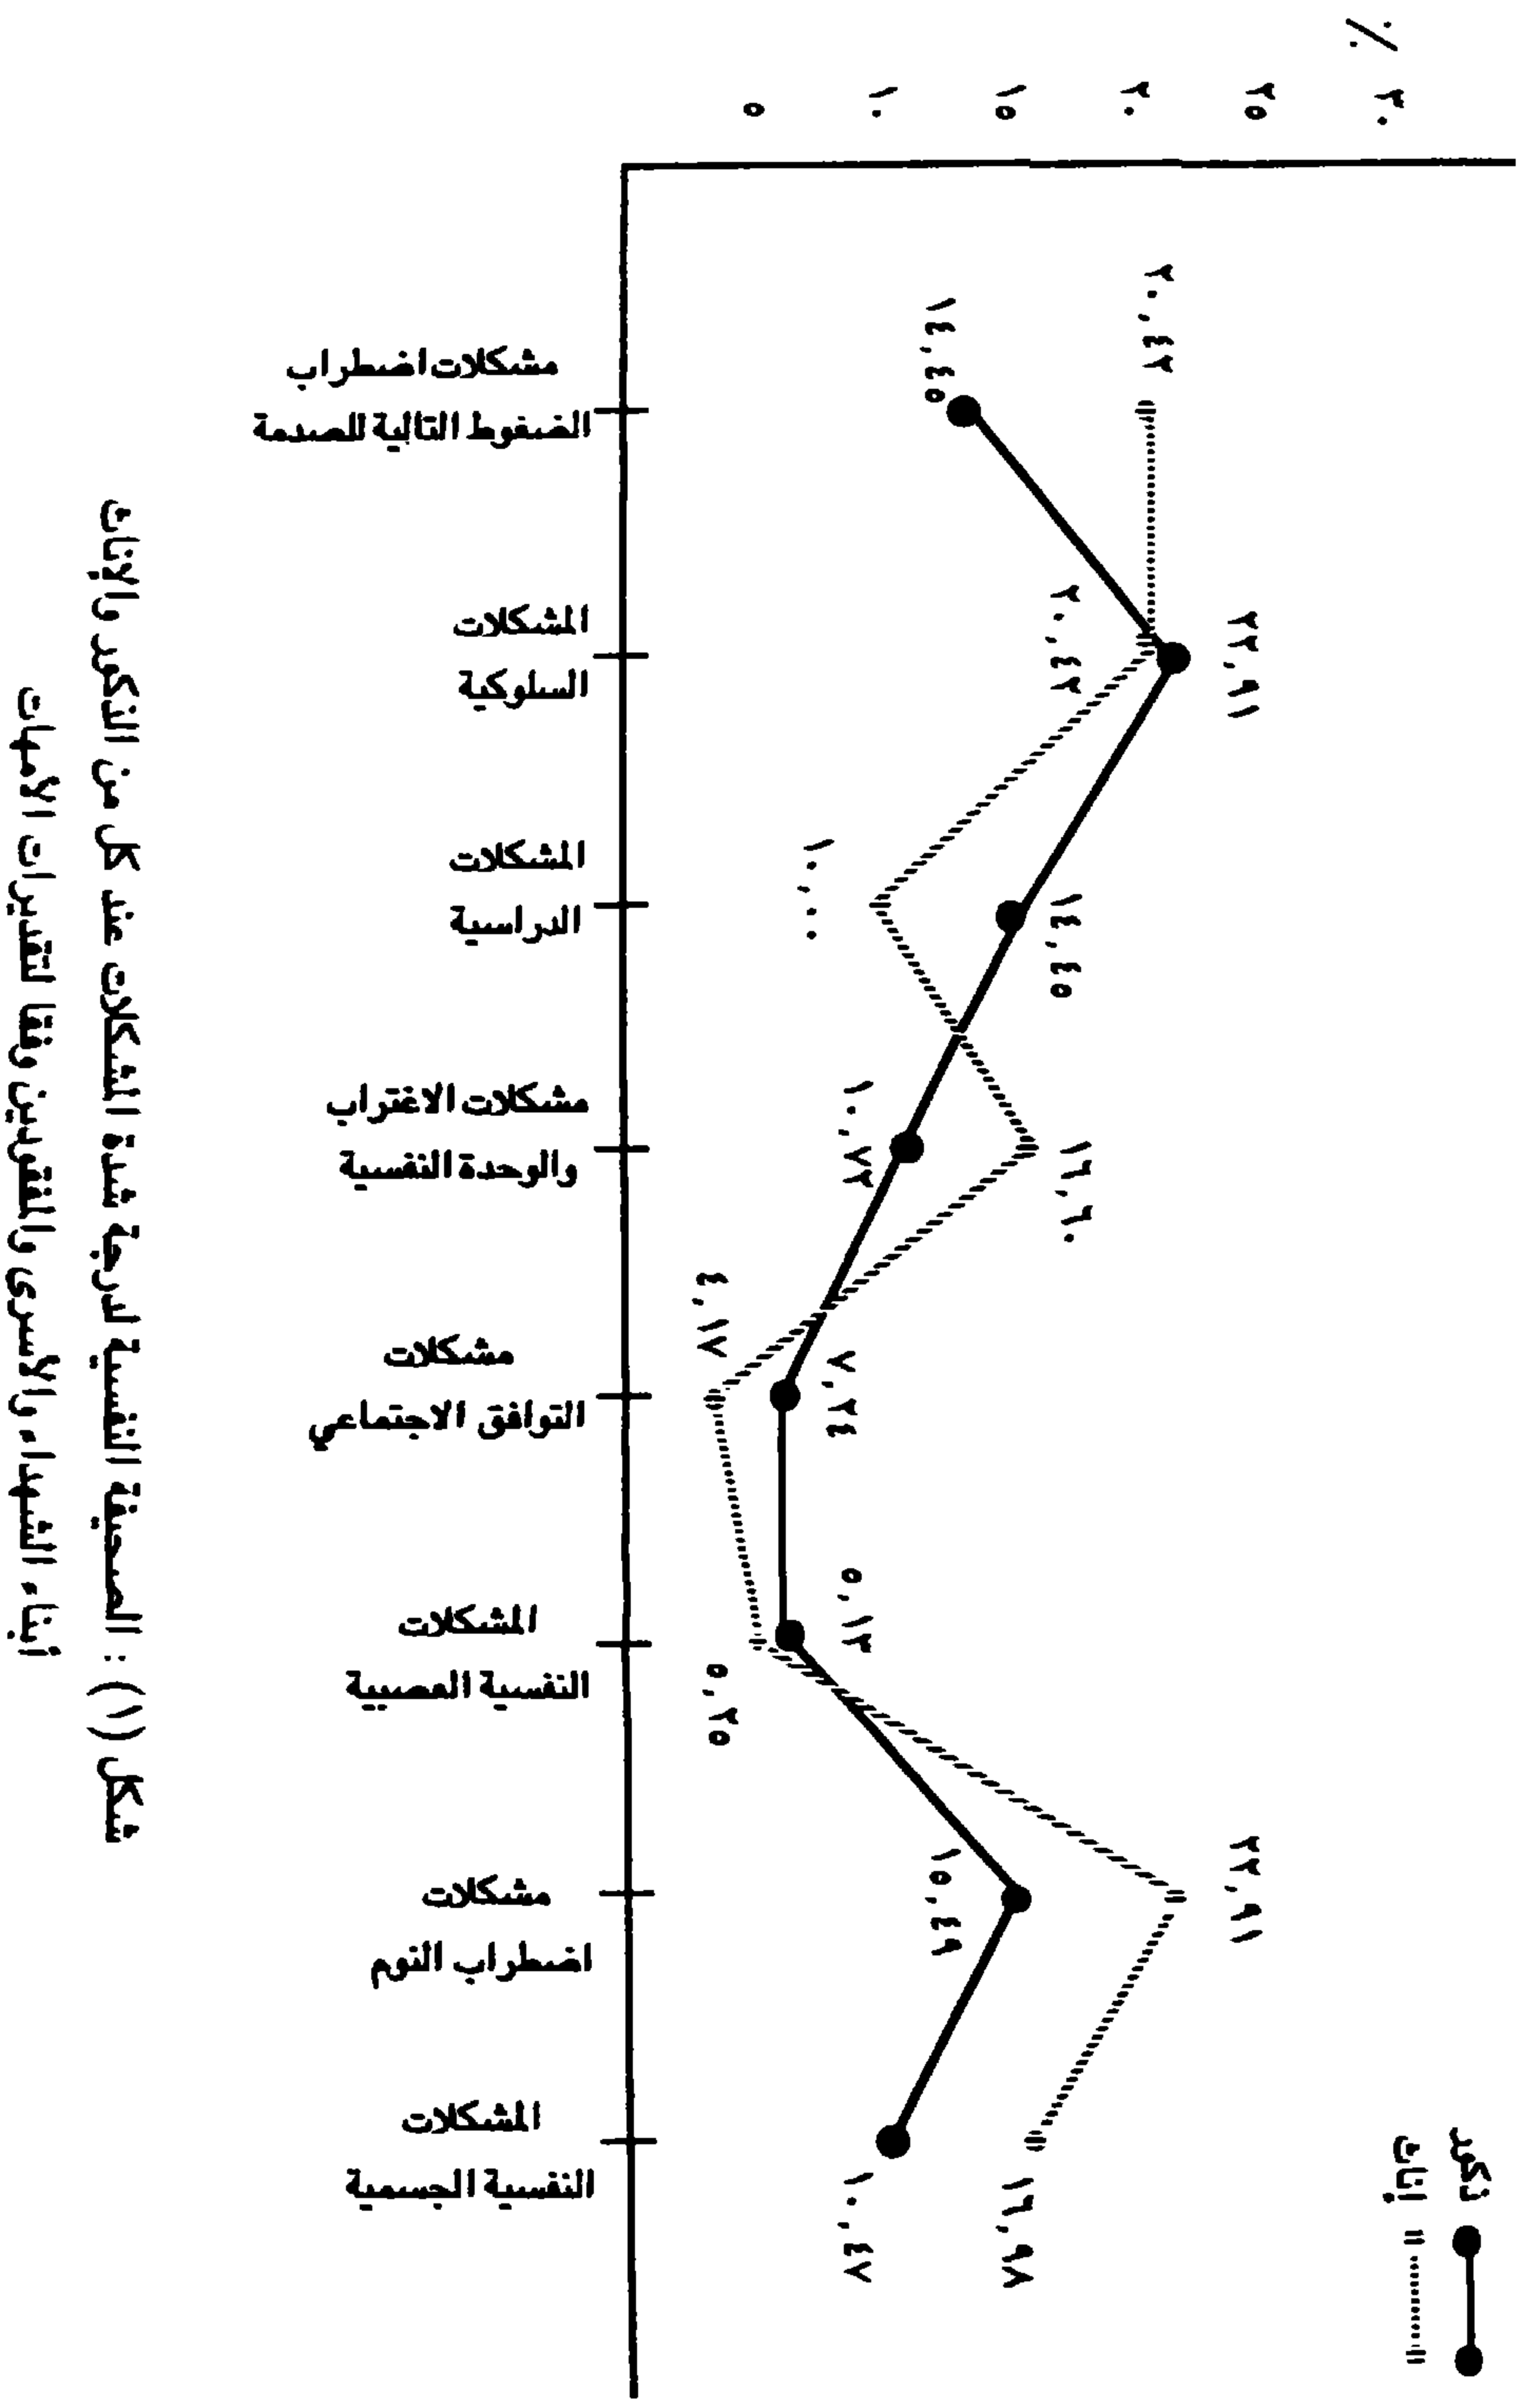 ٪
٣٠
٢٥
٢٠
١٥
١٠
٥
ذكور
إناث
٢٠,٤٢
١٤,٤٥
٢٢,٩١
٢٠,٤٢
١٤,٤٥
١٠,٠٠
١٦,٦٠
١٠,٧٣
٧,٢٤
٤,١٧
٥,١٣
٥,٢٥
٢٢,٩١
١٥,٤٩
١٦,٩٨
١٠,٤٧
مشكلات اضطراب
الضغوط التالية للصدمة
المشكلات
السلوكية
المشكلات
الدراسية
مشكلات الاغتراب
والوحدة النفسية
مشكلات
التوافق الاجتماعي
المشكلات
النفسية العصبية
مشكلات
اضطراب النوم
المشكلات
النفسية الجسمية
شكل (١) : الصحيفة النفسية لدرجة شدة المشكلات عند كل من الذكور والإناث
أبناء الشهداء والأسرى والمفقودين وفقا لتقديرات الأمهات